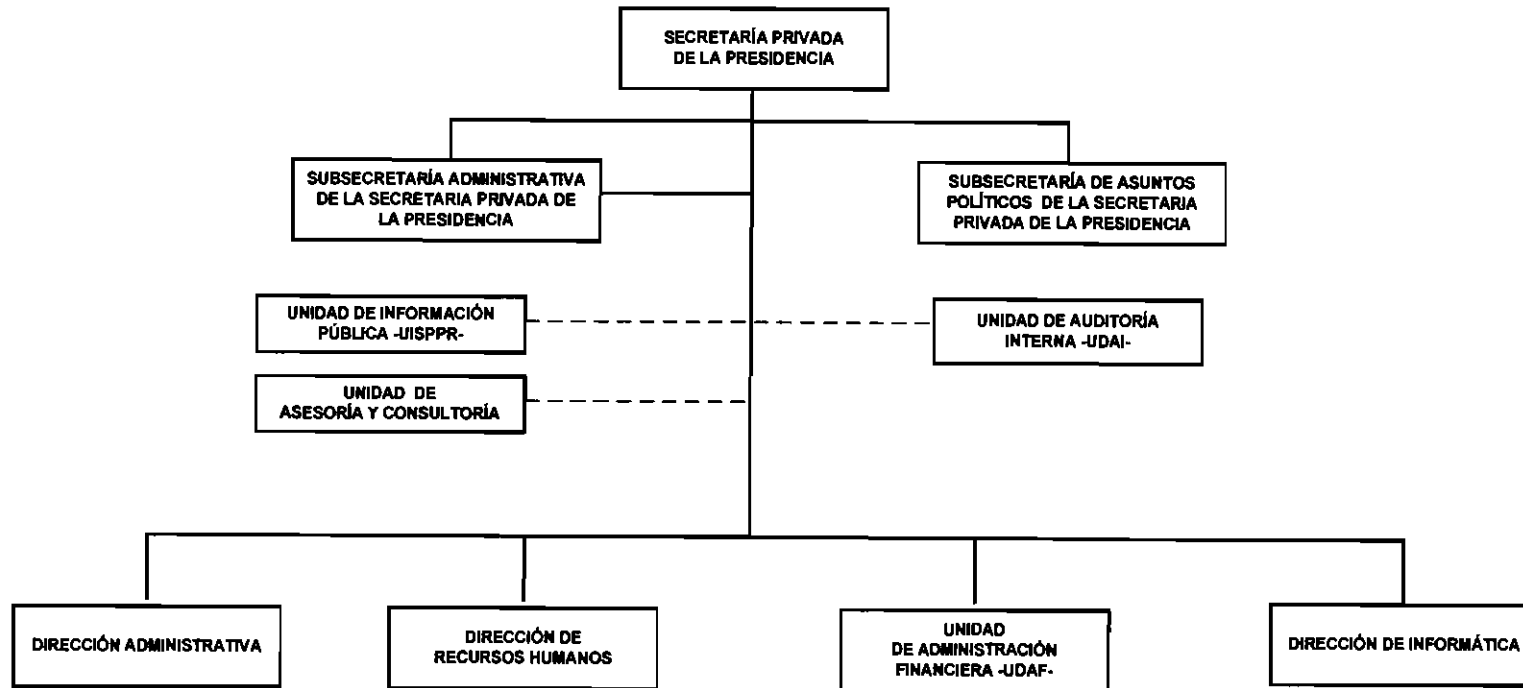 SECRETARÍA PRIVADA
DE LA PRESIDENCIA
SUBSECRETARÍA ADMINISTRATIVA
DE LA SECRETARIA PRIVADA DE
LA PRESIDENCIA
SUBSECRETARÍA DE ASUNTOS
POLÍTICOS DE LA SECRETARIA
PRIVADA DE LA PRESIDENCIA
UNIDAD DE INFORMACIÓN
PÚBLICA -UISPPR-
UNIDAD DE AUDITORÍA
INTERNA -UDAI-
UNIDAD DE
ASESORÍA Y CONSULTORÍA
DIRECCIÓN ADMINISTRATIVA
DIRECCIÓN DE
RECURSOS HUMANOS
UNIDAD
DE ADMINISTRACIÓN
FINANCIERA -UDAF-
DIRECCIÓN DE INFORMÁTICA